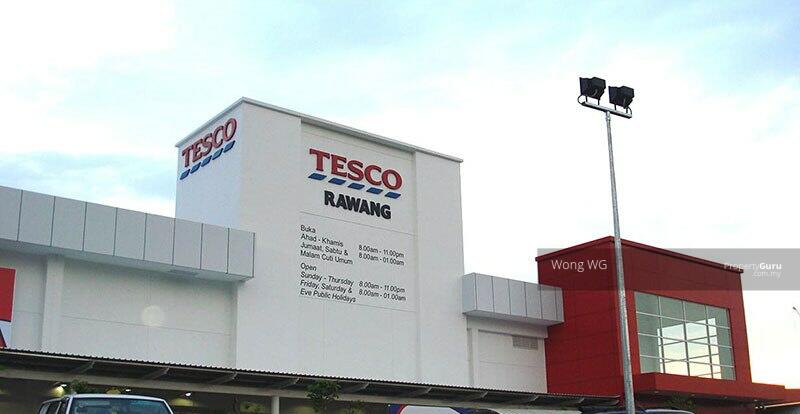 TESCO
TESCO
RAWANG
Buka
Ahad - Khamis 8.00am - 11.00pm
Jumaat, Sabtu & 8.00am - 01.00am
Malam Cuti Umum
Open
Sunday - Thursday 8.00am - 11.00pm
Friday, Saturday & 8.00am - 01.00am
Eve Public Holidays
Wong WG
PropertyGuru
.com.my